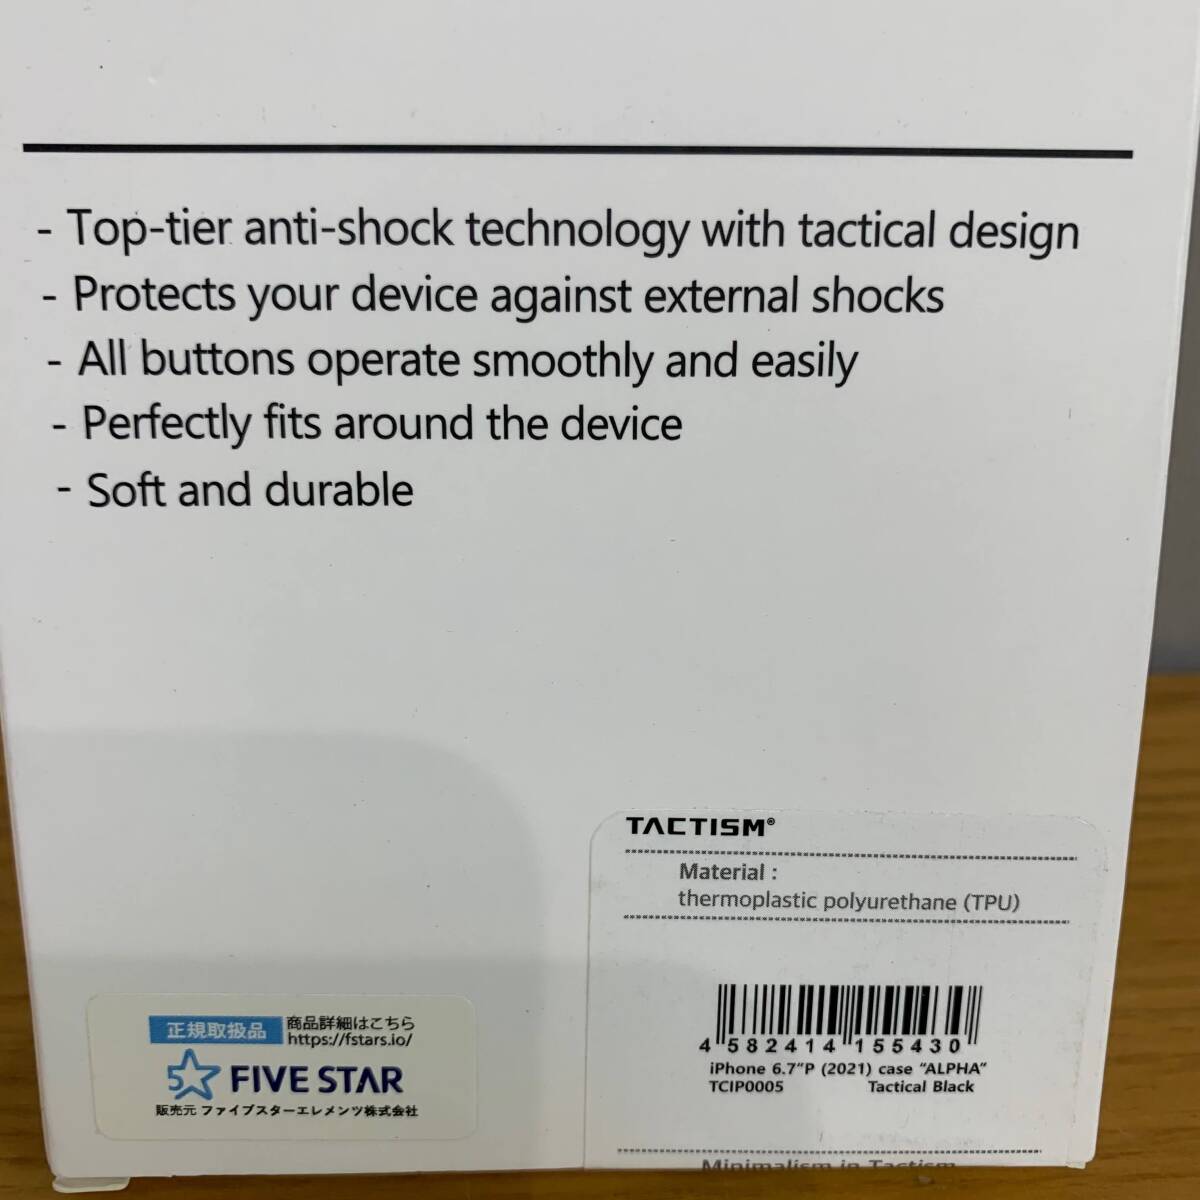 - Top-tier anti-shock technology with tactical design
- Protects your device against external shocks
- All buttons operate smoothly and easily
- Perfectly fits around the device
- Soft and durable
TACTISM®
Material :
thermoplastic polyurethane (TPU)
4 582414 155430
iPhone 6.7"P (2021) case "ALPHA"
TCIP0005 Tactical Black
Minimalism in Tactism
正規取扱品 商品詳細はこちら
https://fstars.io/
5 FIVE STAR
販売元 ファイブスターエレメンツ株式会社